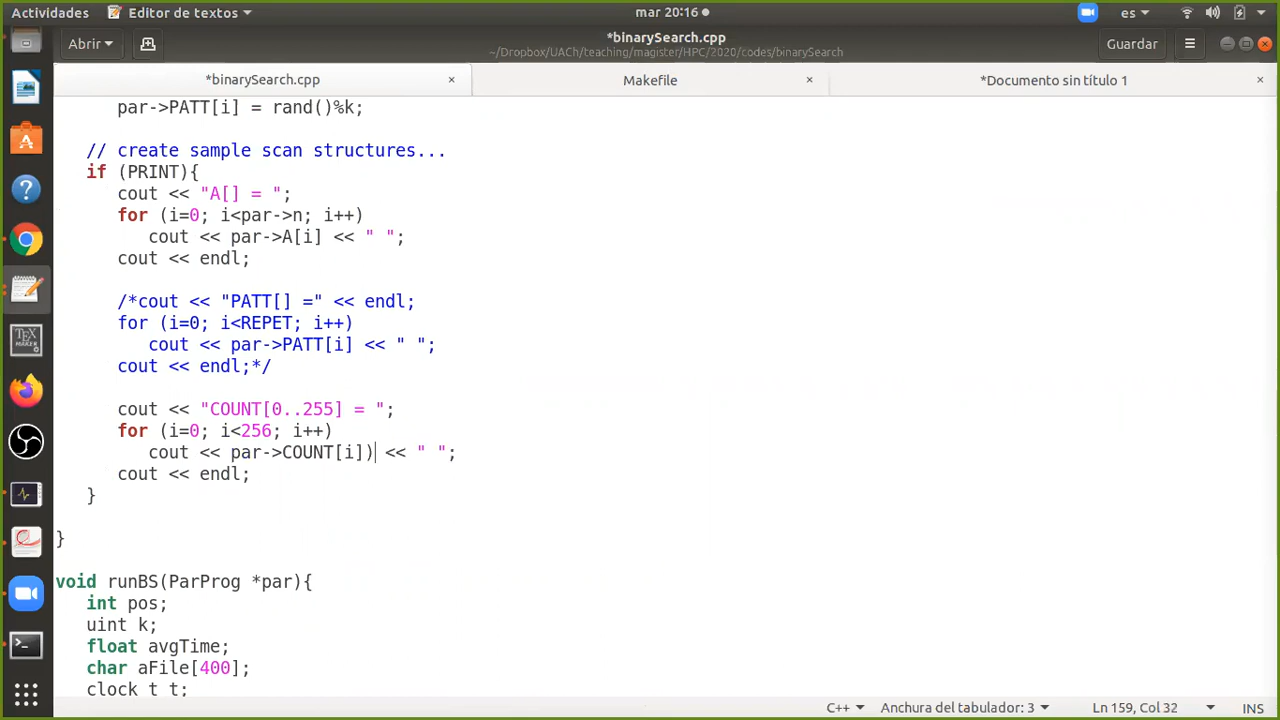 Actividades
Editor de textos
mar 20:16
es
Abrir
*binarySearch.cpp
~/Dropbox/UACh/teaching/magister/HPC/2020/codes/binarySearch
Guardar
*binarySearch.cpp
Makefile
*Documento sin título 1
par->PATT[i] = rand()%k;
// create sample scan structures...
if (PRINT){
cout << "A[] = ";
for (i=0; i<par->n; i++)
cout << par->A[i] << " ";
cout << endl;
/*cout << "PATT[] =" << endl;
for (i=0; i<REPET; i++)
cout << par->PATT[i] << " ";
cout << endl;*/
cout << "COUNT[0..255] = ";
for (i=0; i<256; i++)
cout << par->COUNT[i]) << " ";
cout << endl;
}
}
void runBS(ParProg *par){
int pos;
uint k;
float avgTime;
char aFile[400];
clock_t t;
TEX
MAKER
C++
Anchura del tabulador: 3
Ln 159, Col 32
INS